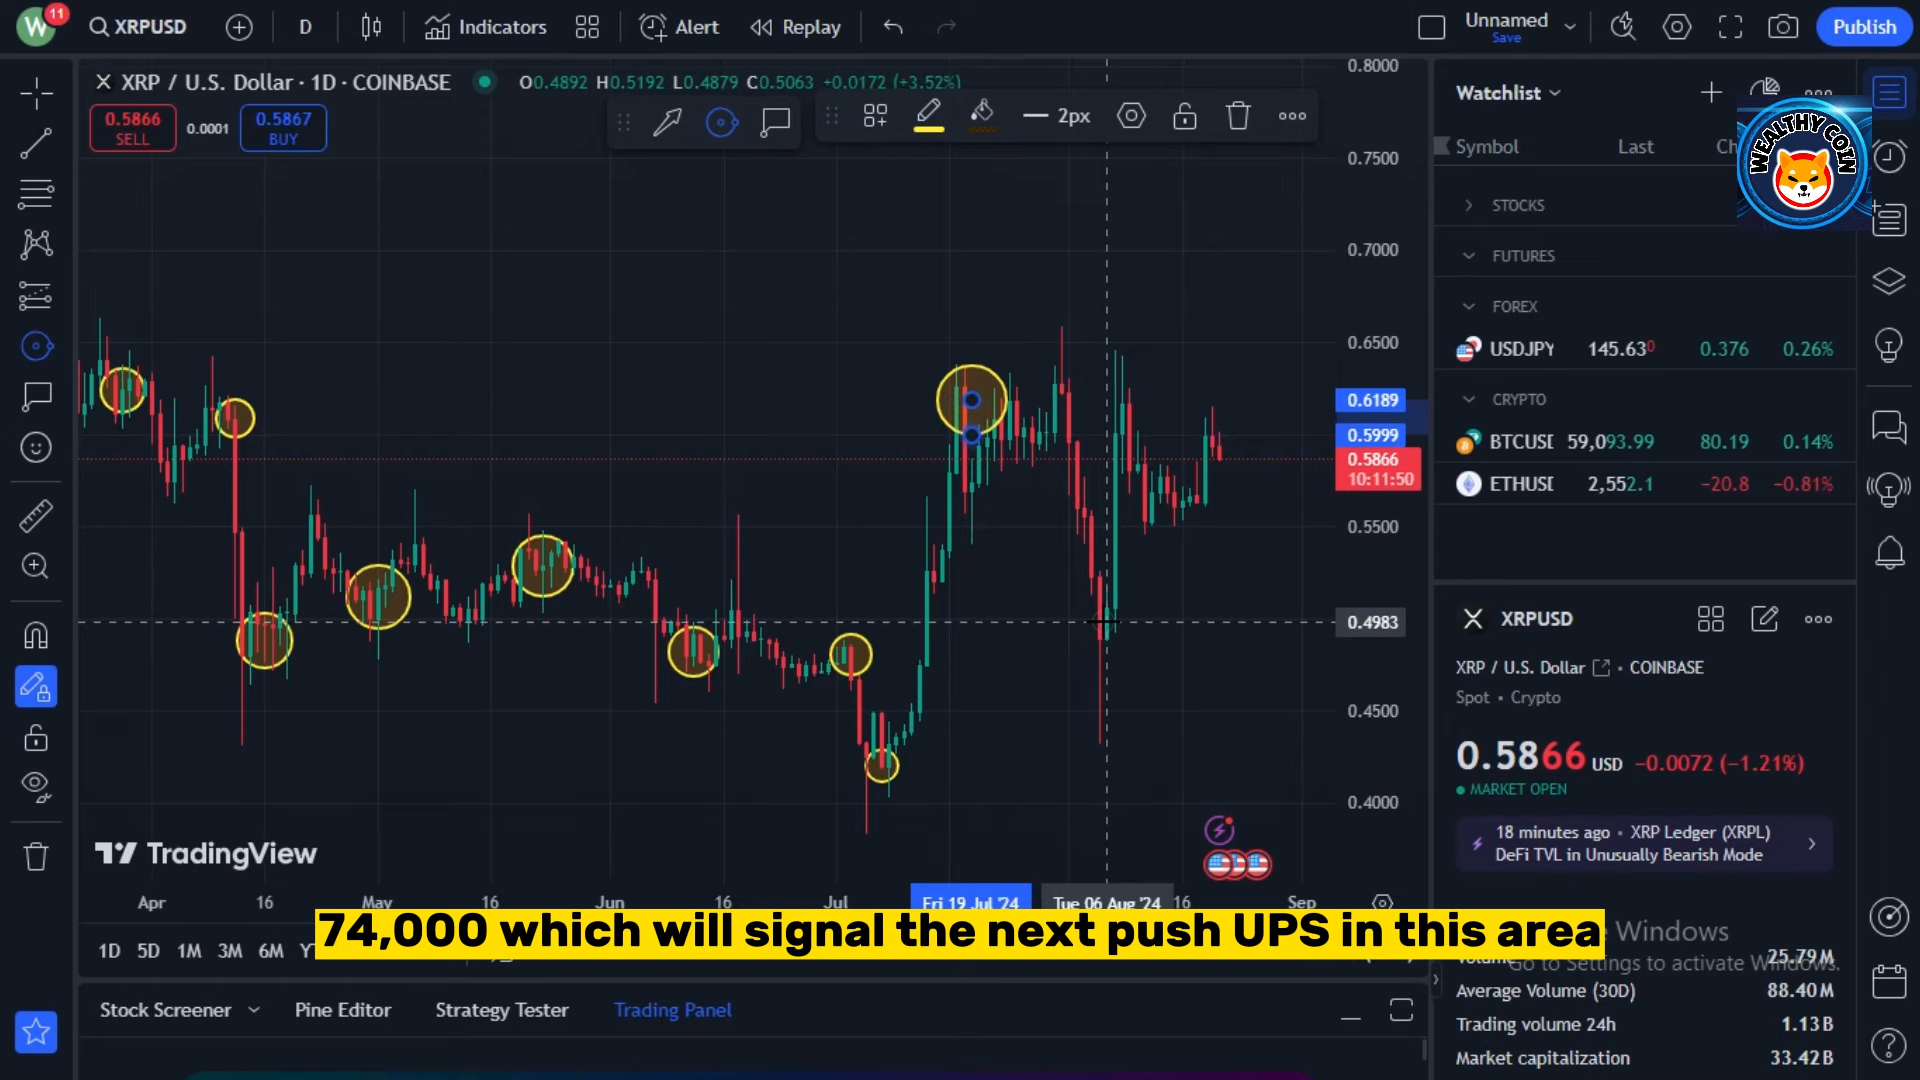 W 11 XRPUSD D Indicators Alert Replay Unnamed Save Publish
XRP / U.S. Dollar · 1D · COINBASE O0.4892 H0.5192 L0.4879 C0.5063 +0.0172 (+3.52%)
0.5866 SELL 0.0001 0.5867 BUY
2px
0.8000
0.7500
0.7000
0.6500
0.6189
0.5999
0.5866
10:11:50
0.5500
0.4983
0.4500
0.4000
TradingView
Apr 16 May 16 Jun 16 Jul Fri 19 Jul '24 Tue 06 Aug '24 16 Sep
74,000 which will signal the next push UPS in this area
1D 5D 1M 3M 6M
Stock Screener Pine Editor Strategy Tester Trading Panel
Watchlist
WEALTHY COIN
Symbol Last
STOCKS
FUTURES
FOREX
USDJPY 145.630 0.376 0.26%
CRYPTO
BTCUSD 59,093.99 80.19 0.14%
ETHUSD 2,552.1 −20.8 −0.81%
XRPUSD
XRP / U.S. Dollar • COINBASE
Spot • Crypto
0.5866 USD −0.0072 (−1.21%)
MARKET OPEN
18 minutes ago • XRP Ledger (XRPL)
DeFi TVL in Unusually Bearish Mode
Windows
Go to Settings to activate Windows.
Volume 25.79M
Average Volume (30D) 88.40M
Trading volume 24h 1.13B
Market capitalization 33.42B